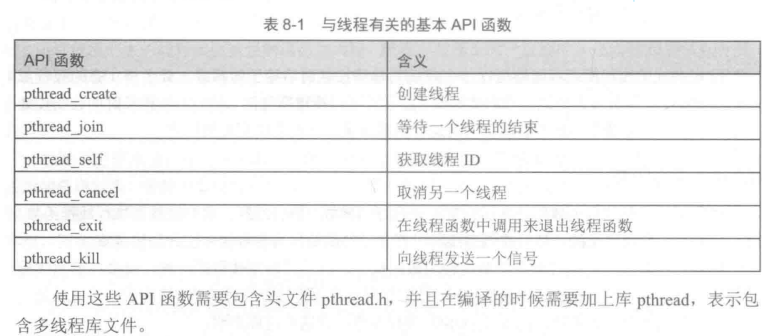 表 8-1 与线程有关的基本 API 函数
API 函数 含义
pthread_create 创建线程
pthread_join 等待一个线程的结束
pthread_self 获取线程 ID
pthread_cancel 取消另一个线程
pthread_exit 在线程函数中调用来退出线程函数
pthread_kill 向线程发送一个信号
使用这些 API 函数需要包含头文件 pthread.h，并且在编译的时候需要加上库 pthread，表示包
含多线程库文件。